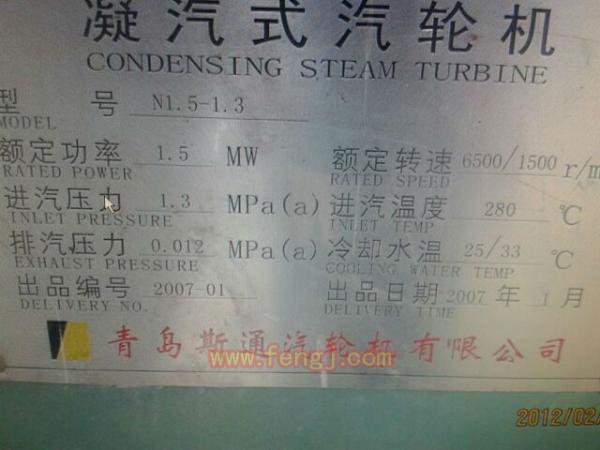 凝汽式汽轮机
CONDENSING STEAM TURBINE
型 号 N1.5-1.3
MODEL
额定功率 1.5 MW 额定转速 6500/1500 r/m
RATED POWER RATED SPEED
进汽压力 1.3 MPa(a) 进汽温度 280 ℃
INLET PRESSURE INLET TEMP
排汽压力 0.012 MPa(a) 冷却水温 25/33 ℃
EXHAUST PRESSURE COOLING WATER TEMP
出品编号 2007-01 出品日期 2007 年 1 月
DELIVERY NO. DELIVERY TIME
青岛斯通汽轮机有限公司
www.fengj.com
2012/02/